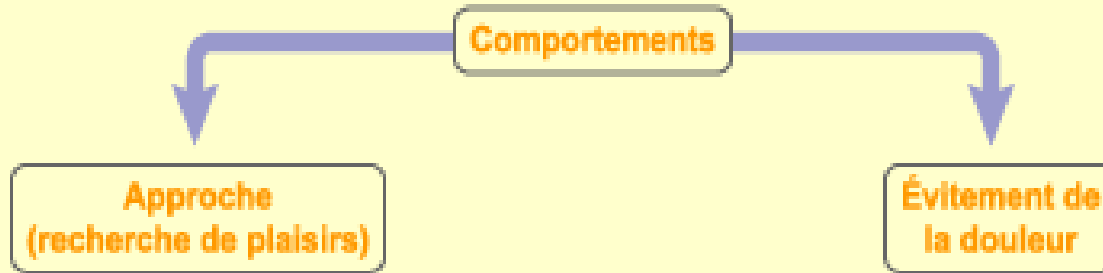 Comportements
Approche
(recherche de plaisirs)
Évitement de
la douleur